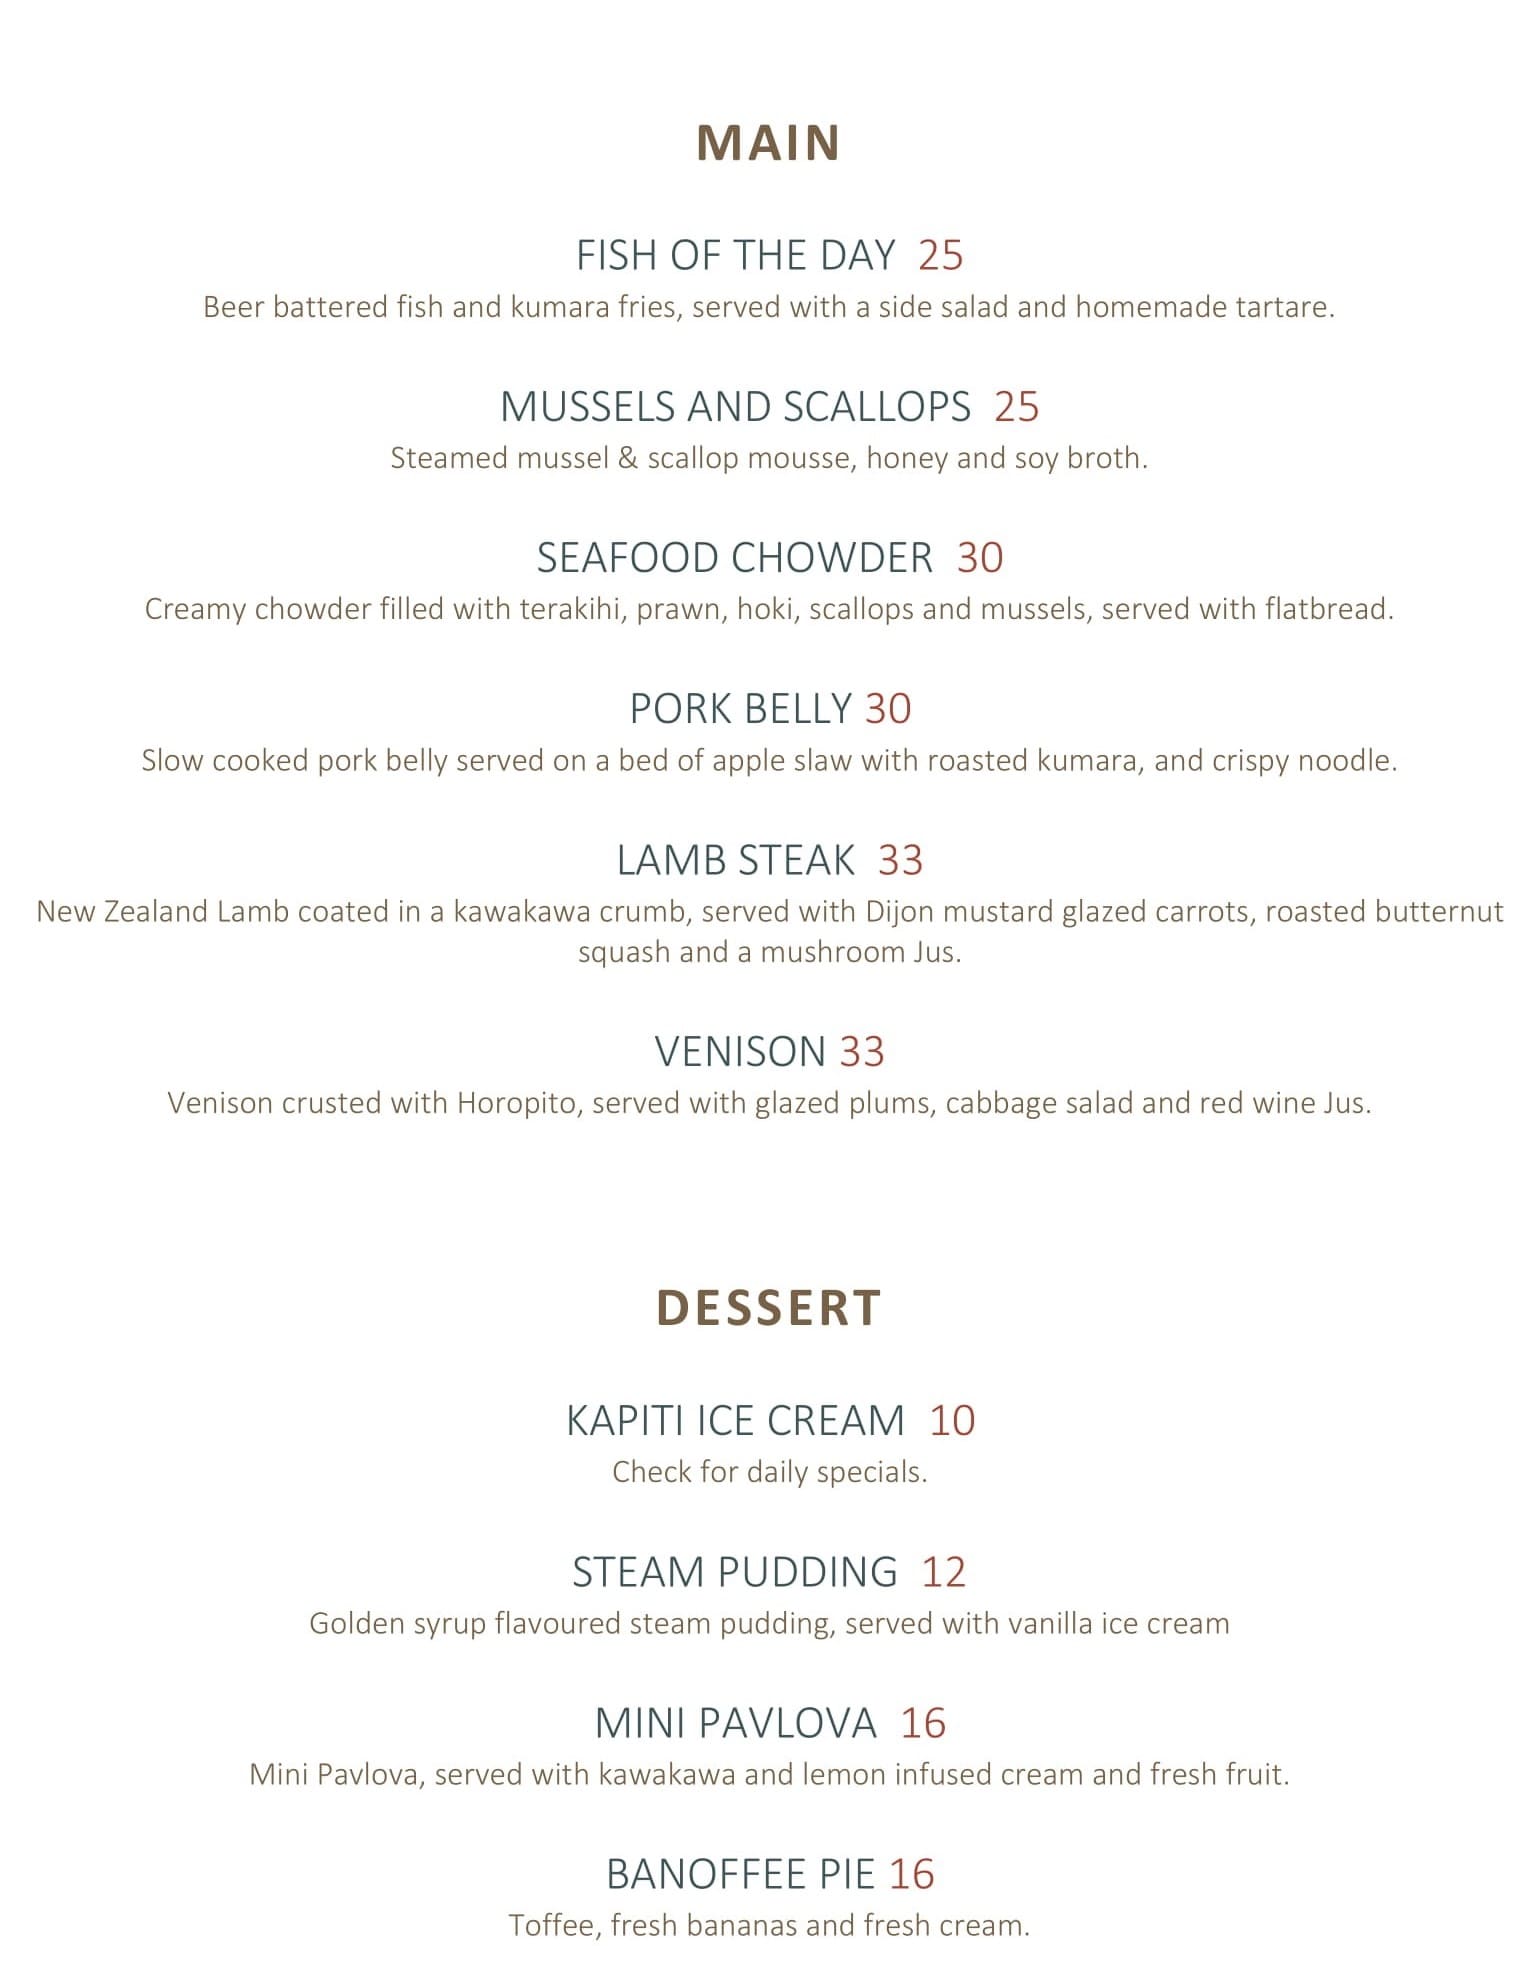 MAIN
FISH OF THE DAY 25
Beer battered fish and kumara fries, served with a side salad and homemade tartare.
MUSSELS AND SCALLOPS 25
Steamed mussel & scallop mousse, honey and soy broth.
SEAFOOD CHOWDER 30
Creamy chowder filled with terakihi, prawn, hoki, scallops and mussels, served with flatbread.
PORK BELLY 30
Slow cooked pork belly served on a bed of apple slaw with roasted kumara, and crispy noodle.
LAMB STEAK 33
New Zealand Lamb coated in a kawakawa crumb, served with Dijon mustard glazed carrots, roasted butternut
squash and a mushroom Jus.
VENISON 33
Venison crusted with Horopito, served with glazed plums, cabbage salad and red wine Jus.
DESSERT
KAPITI ICE CREAM 10
Check for daily specials.
STEAM PUDDING 12
Golden syrup flavoured steam pudding, served with vanilla ice cream
MINI PAVLOVA 16
Mini Pavlova, served with kawakawa and lemon infused cream and fresh fruit.
BANOFFEE PIE 16
Toffee, fresh bananas and fresh cream.